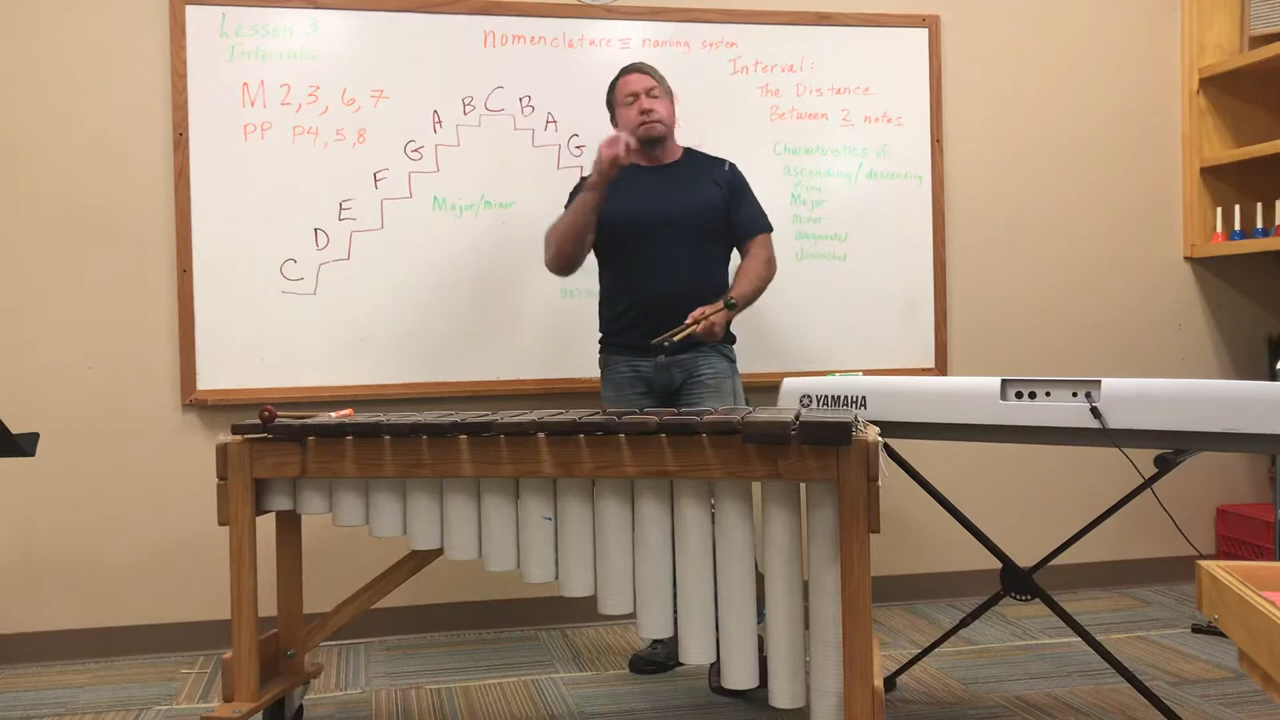 Lesson 3
Intervals
Nomenclature ≡ naming system
M 2,3, 6, 7
PP P4, 5, 8
C D E F G A B C B A G
Major/minor
Interval:
The Distance
Between 2 notes.
Characteristics of
ascending/descending
Major
minor
augmented
diminished
YAMAHA